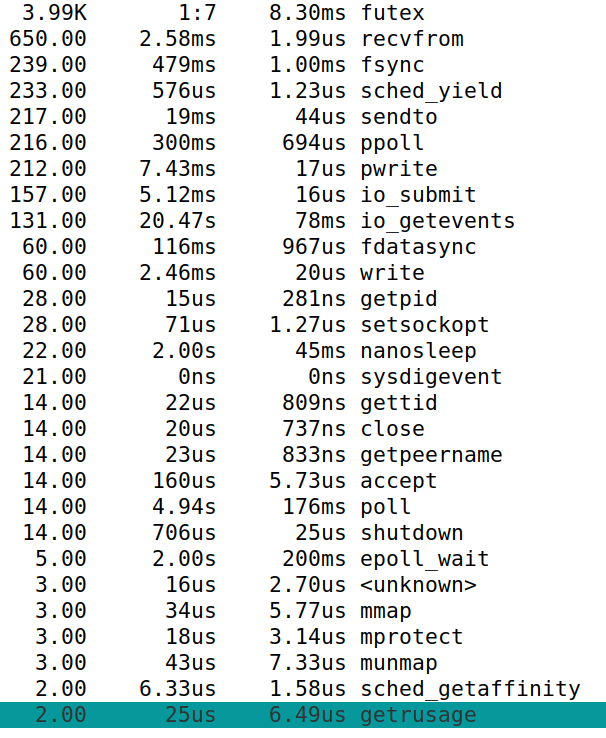 3.99K 1:7 8.30ms futex
650.00 2.58ms 1.99us recvfrom
239.00 479ms 1.00ms fsync
233.00 576us 1.23us sched_yield
217.00 19ms 44us sendto
216.00 300ms 694us ppoll
212.00 7.43ms 17us pwrite
157.00 5.12ms 16us io_submit
131.00 20.47s 78ms io_getevents
60.00 116ms 967us fdatasync
60.00 2.46ms 20us write
28.00 15us 281ns getpid
28.00 71us 1.27us setsockopt
22.00 2.00s 45ms nanosleep
21.00 0ns 0ns sysdigevent
14.00 22us 809ns gettid
14.00 20us 737ns close
14.00 23us 833ns getpeername
14.00 160us 5.73us accept
14.00 4.94s 176ms poll
14.00 706us 25us shutdown
5.00 2.00s 200ms epoll_wait
3.00 16us 2.70us <unknown>
3.00 34us 5.77us mmap
3.00 18us 3.14us mprotect
3.00 43us 7.33us munmap
2.00 6.33us 1.58us sched_getaffinity
2.00 25us 6.49us getrusage